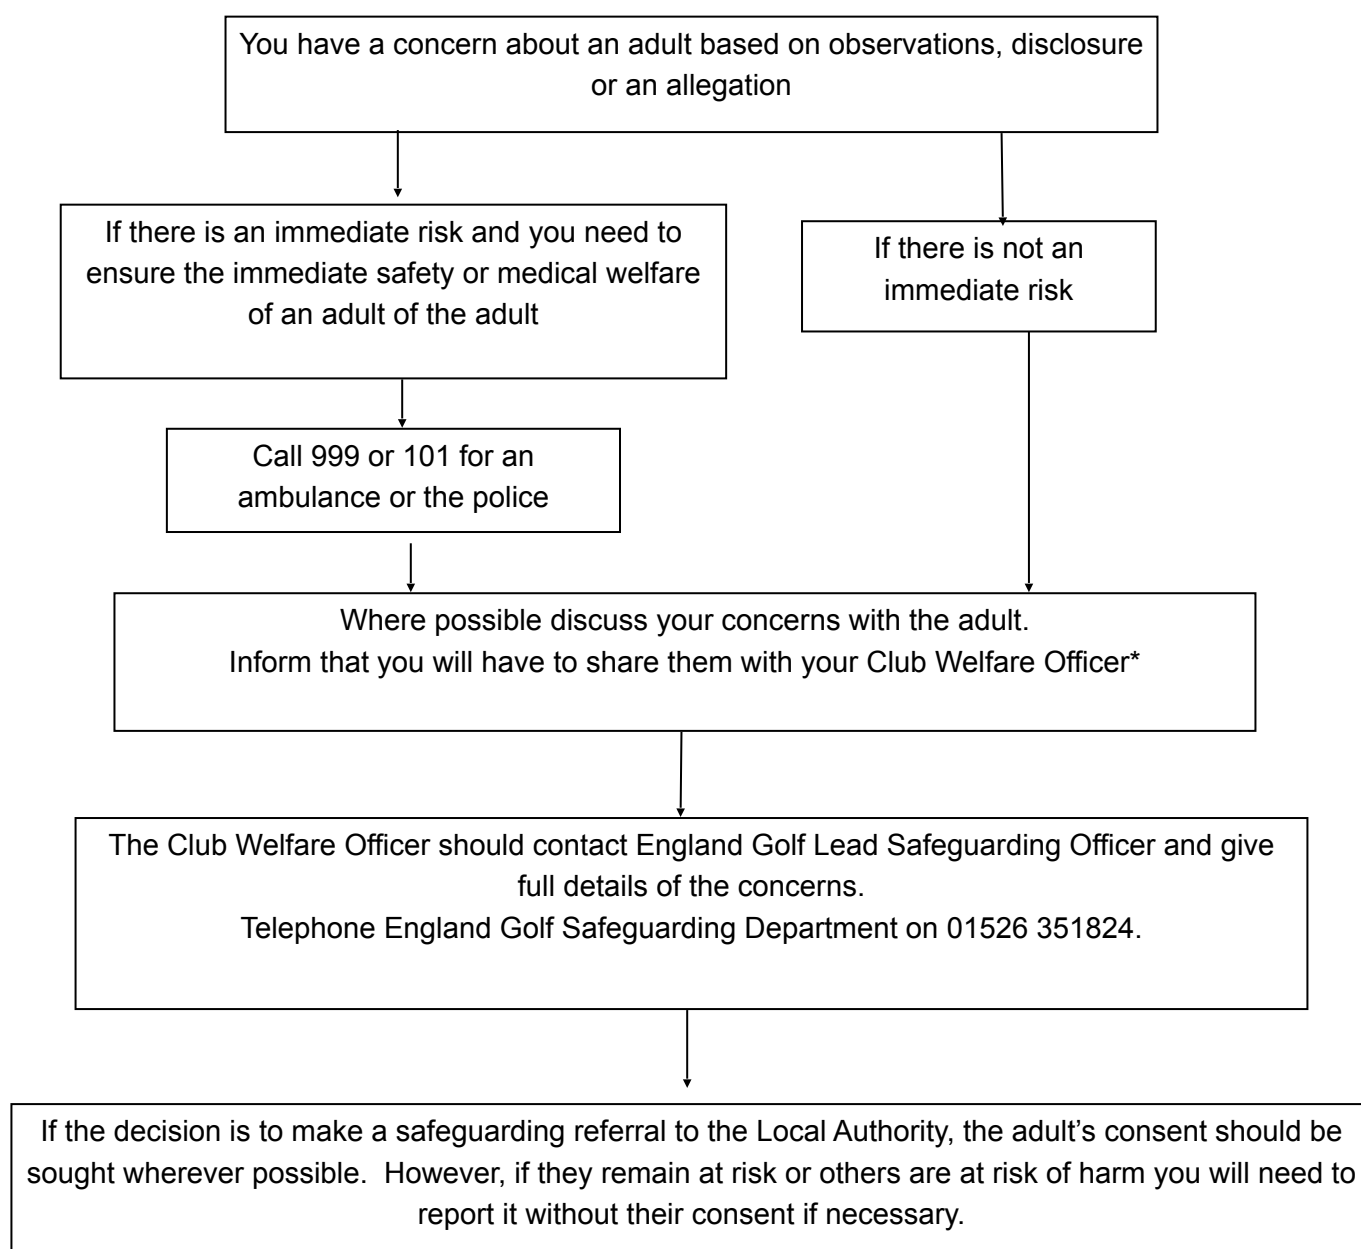 You have a concern about an adult based on observations, disclosure
or an allegation
If there is an immediate risk and you need to
ensure the immediate safety or medical welfare
of an adult of the adult
If there is not an
immediate risk
Call 999 or 101 for an
ambulance or the police
Where possible discuss your concerns with the adult.
Inform that you will have to share them with your Club Welfare Officer*
The Club Welfare Officer should contact England Golf Lead Safeguarding Officer and give
full details of the concerns.
Telephone England Golf Safeguarding Department on 01526 351824.
If the decision is to make a safeguarding referral to the Local Authority, the adult’s consent should be
sought wherever possible.  However, if they remain at risk or others are at risk of harm you will need to
report it without their consent if necessary.